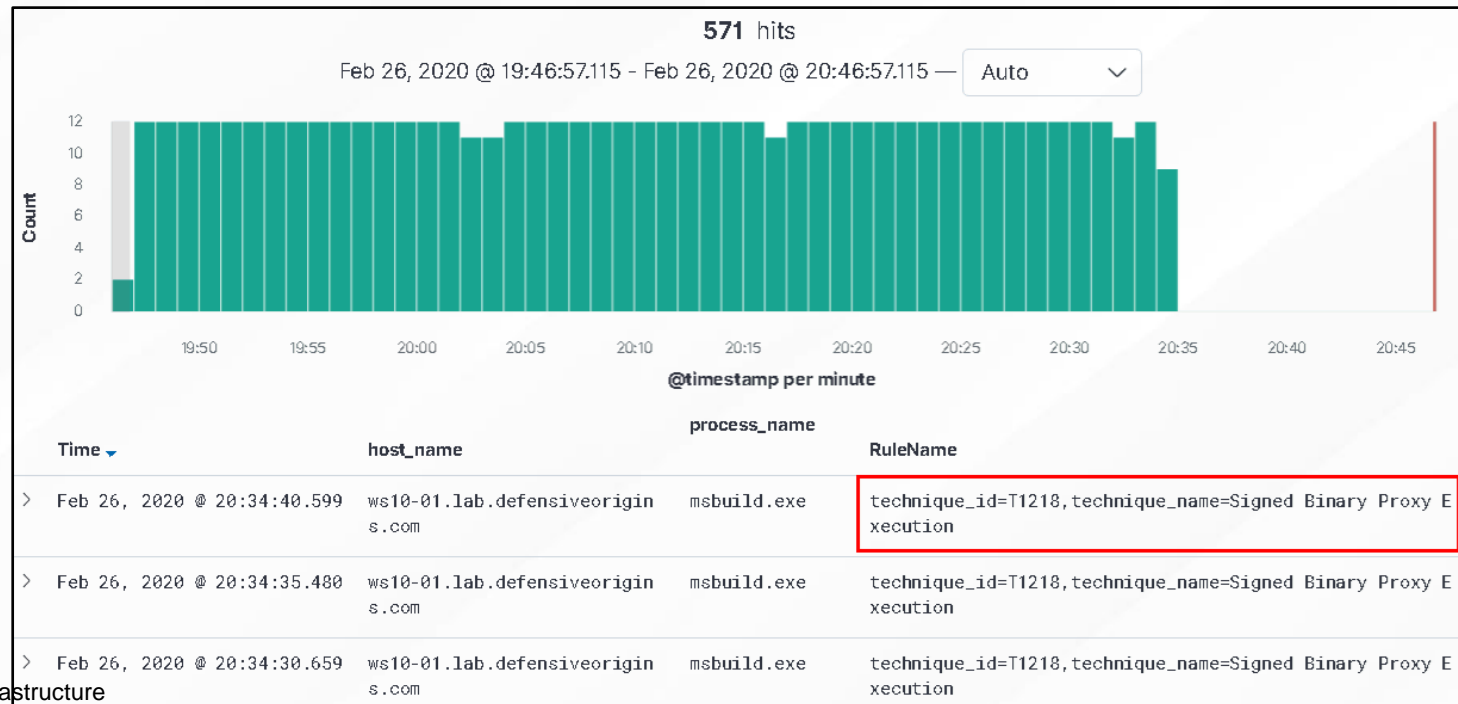 571 hits
Feb 26, 2020 @ 19:46:57.115 - Feb 26, 2020 @ 20:46:57.115 — Auto
12
10
8
6
4
2
0
Count
19:50 19:55 20:00 20:05 20:10 20:15 20:20 20:25 20:30 20:35 20:40 20:45
@timestamp per minute
Time host_name process_name RuleName
Feb 26, 2020 @ 20:34:40.599 ws10-01.lab.defensiveorigin msbuild.exe technique_id=T1218,technique_name=Signed Binary Proxy E
s.com xecution
Feb 26, 2020 @ 20:34:35.480 ws10-01.lab.defensiveorigin msbuild.exe technique_id=T1218,technique_name=Signed Binary Proxy E
s.com xecution
Feb 26, 2020 @ 20:34:30.659 ws10-01.lab.defensiveorigin msbuild.exe technique_id=T1218,technique_name=Signed Binary Proxy E
s.com xecution
astructure